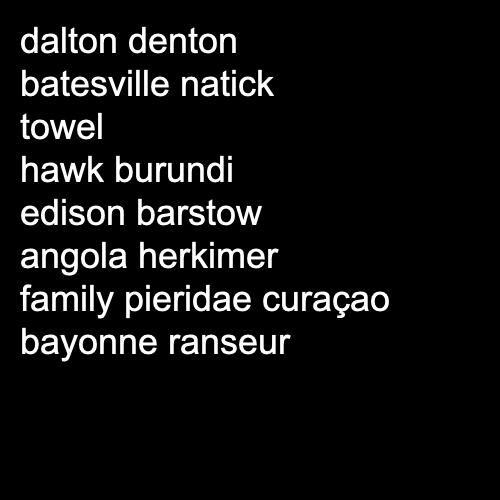 dalton denton
batesville natick
towel
hawk burundi
edison barstow
angola herkimer
family pieridae curaçao
bayonne ranseur